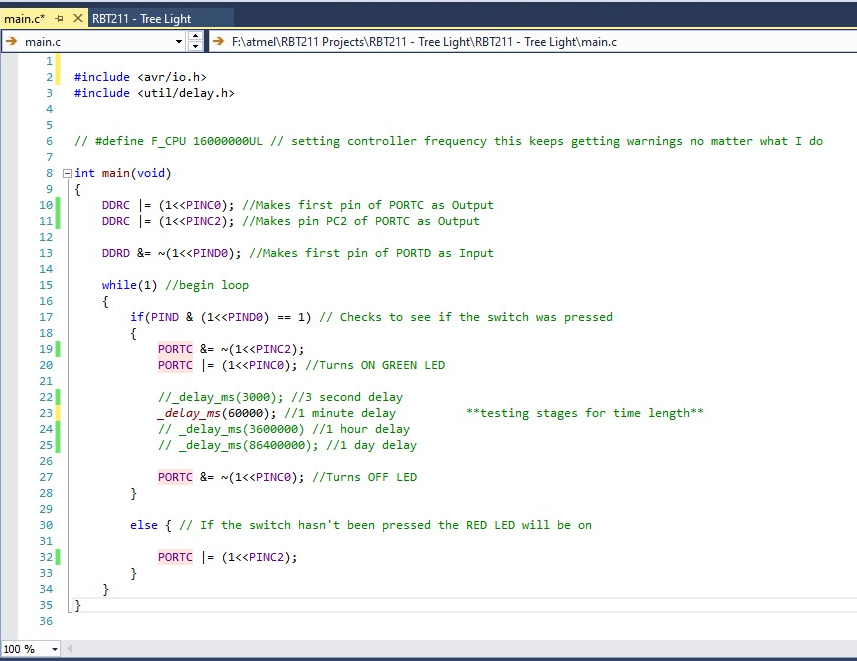 main.c* RBT211 - Tree Light
main.c F:\atmel\RBT211 Projects\RBT211 - Tree Light\RBT211 - Tree Light\main.c
1
2 #include <avr/io.h>
3 #include <util/delay.h>
4
5
6 // #define F_CPU 16000000UL // setting controller frequency this keeps getting warnings no matter what I do
7
8 int main(void)
9 {
10 DDRC |= (1<<PINC0); //Makes first pin of PORTC as Output
11 DDRC |= (1<<PINC2); //Makes pin PC2 of PORTC as Output
12
13 DDRD &= ~(1<<PIND0); //Makes first pin of PORTD as Input
14
15 while(1) //begin loop
16 {
17 if(PIND & (1<<PIND0) == 1) // Checks to see if the switch was pressed
18 {
19 PORTC &= ~(1<<PINC2);
20 PORTC |= (1<<PINC0); //Turns ON GREEN LED
21
22 //_delay_ms(3000); //3 second delay
23 _delay_ms(60000); //1 minute delay **testing stages for time length**
24 // _delay_ms(3600000) //1 hour delay
25 // _delay_ms(86400000); //1 day delay
26
27 PORTC &= ~(1<<PINC0); //Turns OFF LED
28 }
29
30 else { // If the switch hasn't been pressed the RED LED will be on
31
32 PORTC |= (1<<PINC2);
33 }
34 }
35 }
36
100 %